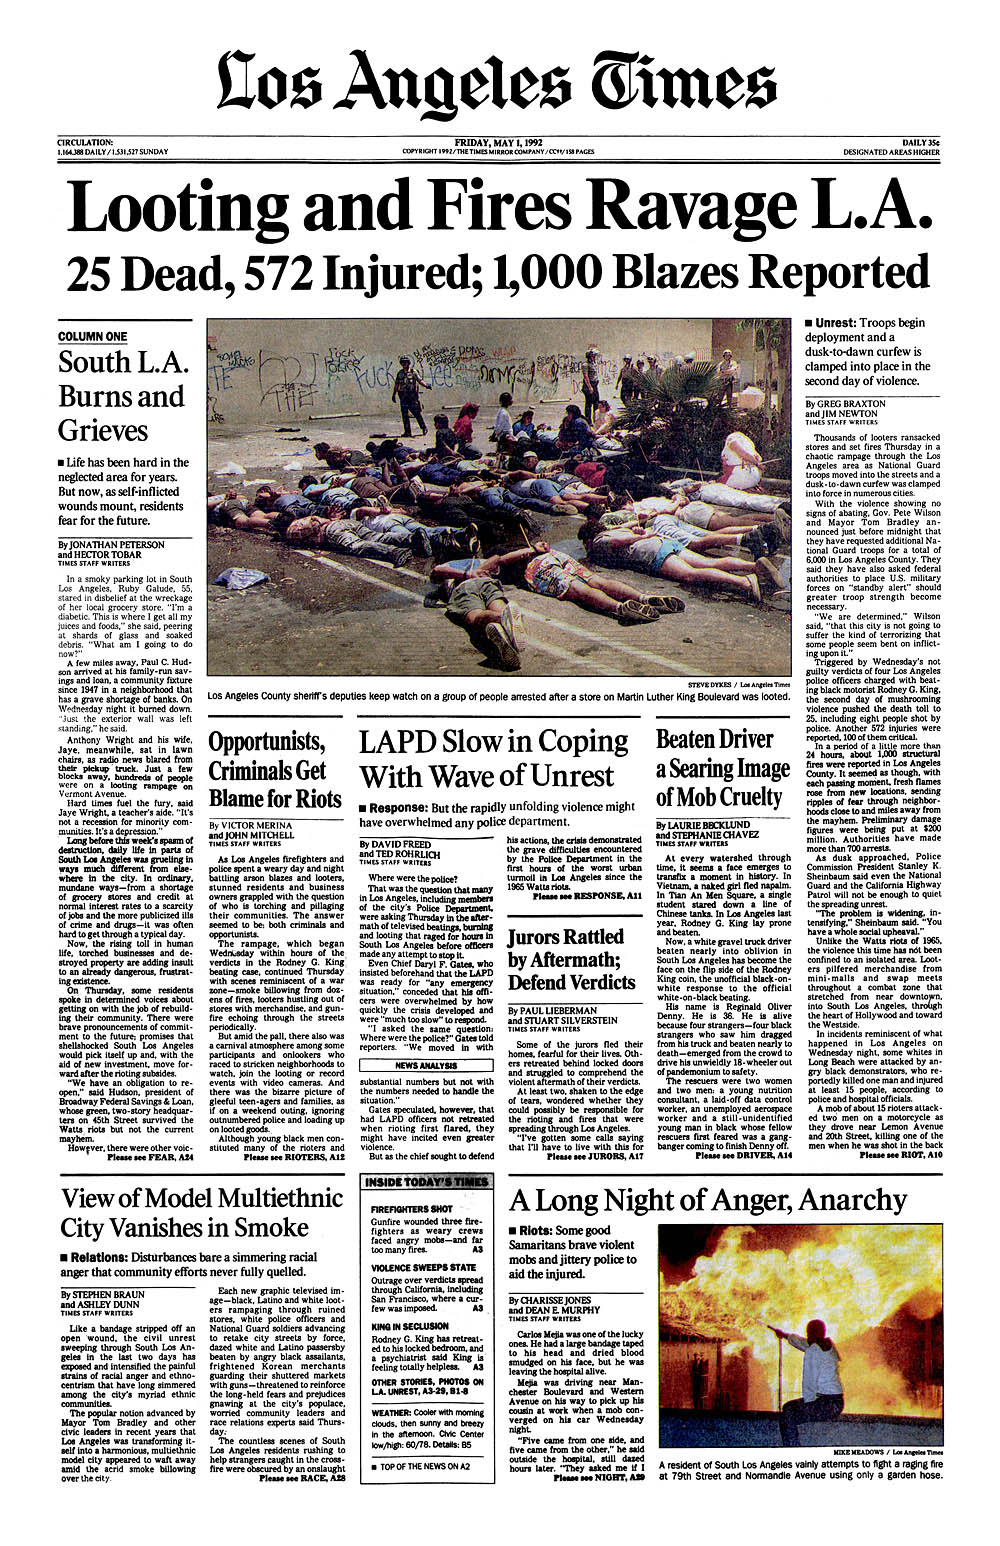 Los Angeles Times
CIRCULATION:
1,164,388 DAILY / 1,531,527 SUNDAY
FRIDAY, MAY 1, 1992
COPYRIGHT 1992/THE TIMES MIRROR COMPANY/CC†/158 PAGES
DAILY 35¢
DESIGNATED AREAS HIGHER
Looting and Fires Ravage L.A.
25 Dead, 572 Injured; 1,000 Blazes Reported
COLUMN ONE
South L.A.
Burns and
Grieves
■ Life has been hard in the
neglected area for years.
But now, as self-inflicted
wounds mount, residents
fear for the future.
By JONATHAN PETERSON
and HECTOR TOBAR
TIMES STAFF WRITERS
In a smoky parking lot in South
Los Angeles, Ruby Galude, 55,
stared in disbelief at the wreckage
of her local grocery store. "I'm a
diabetic. This is where I get all my
juices and foods," she said, peering
at shards of glass and soaked
debris. "What am I going to do
now?"
A few miles away, Paul C. Hud-
son arrived at his family-run sav-
ings and loan, a community fixture
since 1947 in a neighborhood that
has a grave shortage of banks. On
Wednesday night it burned down.
"Just the exterior wall was left
standing," he said.
Anthony Wright and his wife,
Jaye, meanwhile, sat in lawn
chairs, as radio news blared from
their pickup truck. Just a few
blocks away, hundreds of people
were on a looting rampage on
Vermont Avenue.
Hard times fuel the fury, said
Jaye Wright, a teacher's aide. "It's
not a recession for minority com-
munities. It's a depression."
Long before this week's spasm of
destruction, daily life in parts of
South Los Angeles was grueling in
ways much different from else-
where in the city. In ordinary,
mundane ways—from a shortage
of grocery stores and credit at
normal interest rates to a scarcity
of jobs and the more publicized ills
of crime and drugs—it was often
hard to get through a typical day.
Now, the rising toll in human
life, torched businesses and de-
stroyed property are adding insult
to an already dangerous, frustrat-
ing existence.
On Thursday, some residents
spoke in determined voices about
getting on with the job of rebuild-
ing their community. There were
brave pronouncements of commit-
ment to the future; promises that
shellshocked South Los Angeles
would pick itself up and, with the
aid of new investment, move for-
ward after the rioting subsides.
"We have an obligation to re-
open," said Hudson, president of
Broadway Federal Savings & Loan,
whose green, two-story headquar-
ters on 45th Street survived the
Watts riots but not the current
mayhem.
However, there were other voic-
Please see FEAR, A24
LAPD
STEVE DYKES / Los Angeles Times
Los Angeles County sheriff's deputies keep watch on a group of people arrested after a store on Martin Luther King Boulevard was looted.
■ Unrest: Troops begin
deployment and a
dusk-to-dawn curfew is
clamped into place in the
second day of violence.
By GREG BRAXTON
and JIM NEWTON
TIMES STAFF WRITERS
Thousands of looters ransacked
stores and set fires Thursday in a
chaotic rampage through the Los
Angeles area as National Guard
troops moved into the streets and a
dusk-to-dawn curfew was clamped
into force in numerous cities.
With the violence showing no
signs of abating, Gov. Pete Wilson
and Mayor Tom Bradley an-
nounced just before midnight that
they have requested additional Na-
tional Guard troops for a total of
6,000 in Los Angeles County. They
said they have also asked federal
authorities to place U.S. military
forces on "standby alert" should
greater troop strength become
necessary.
"We are determined," Wilson
said, "that this city is not going to
suffer the kind of terrorizing that
some people seem bent on inflict-
ing upon it."
Triggered by Wednesday's not
guilty verdicts of four Los Angeles
police officers charged with beat-
ing black motorist Rodney G. King,
the second day of mushrooming
violence pushed the death toll to
25, including eight people shot by
police. Another 572 injuries were
reported, 100 of them critical.
In a period of a little more than
24 hours, about 1,000 structural
fires were reported in Los Angeles
County. It seemed as though, with
each passing moment, fresh flames
rose from new locations, sending
ripples of fear through neighbor-
hoods close to and miles away from
the mayhem. Preliminary damage
figures were being put at $200
million. Authorities have made
more than 700 arrests.
As dusk approached, Police
Commission President Stanley K.
Sheinbaum said even the National
Guard and the California Highway
Patrol will not be enough to quiet
the spreading unrest.
"The problem is widening, in-
tensifying," Sheinbaum said. "You
have a whole social upheaval."
Unlike the Watts riots of 1965,
the violence this time has not been
confined to an isolated area. Loot-
ers pilfered merchandise from
mini-malls and swap meets
throughout a combat zone that
stretched from near downtown,
into South Los Angeles, through
the heart of Hollywood and toward
the Westside.
In incidents reminiscent of what
happened in Los Angeles on
Wednesday night, some whites in
Long Beach were attacked by an-
gry black demonstrators, who re-
portedly killed one man and injured
at least 15 people, according to
police and hospital officials.
A mob of about 15 rioters attack-
ed two men on a motorcycle as
they drove near Lemon Avenue
and 20th Street, killing one of the
men when he was shot in the back
Please see RIOT, A10
Opportunists,
Criminals Get
Blame for Riots
By VICTOR MERINA
and JOHN MITCHELL
TIMES STAFF WRITERS
As Los Angeles firefighters and
police spent a weary day and night
battling arson blazes and looters,
stunned residents and business
owners grappled with the question
of who is torching and pillaging
their communities. The answer
seemed to be: both criminals and
opportunists.
The rampage, which began
Wednesday within hours of the
verdicts in the Rodney G. King
beating case, continued Thursday
with scenes reminiscent of a war
zone—smoke billowing from doz-
ens of fires, looters hustling out of
stores with merchandise, and gun-
fire echoing through the streets
periodically.
But amid the pall, there also was
a carnival atmosphere among some
participants and onlookers who
raced to stricken neighborhoods to
watch, join the looting or record
events with video cameras. And
there was the bizarre picture of
gleeful teen-agers and families, as
if on a weekend outing, ignoring
outnumbered police and loading up
on looted goods.
Although young black men con-
stituted many of the rioters and
Please see RIOTERS, A12
LAPD Slow in Coping
With Wave of Unrest
■ Response: But the rapidly unfolding violence might
have overwhelmed any police department.
By DAVID FREED
and TED ROHRLICH
TIMES STAFF WRITERS
Where were the police?
That was the question that many
in Los Angeles, including members
of the city's Police Department,
were asking Thursday in the after-
math of televised beatings, burning
and looting that raged for hours in
South Los Angeles before officers
made any attempt to stop it.
Even Chief Daryl F. Gates, who
insisted beforehand that the LAPD
was ready for "any emergency
situation," conceded that his offi-
cers were overwhelmed by how
quickly the crisis developed and
were "much too slow" to respond.
"I asked the same question:
Where were the police?" Gates told
reporters. "We moved in with
NEWS ANALYSIS
substantial numbers but not with
the numbers needed to handle the
situation."
Gates speculated, however, that
had LAPD officers not retreated
when rioting first flared, they
might have incited even greater
violence.
But as the chief sought to defend
his actions, the crisis demonstrated
the grave difficulties encountered
by the Police Department in the
first hours of the worst urban
turmoil in Los Angeles since the
1965 Watts riots.
Please see RESPONSE, A11
Jurors Rattled
by Aftermath;
Defend Verdicts
By PAUL LIEBERMAN
and STUART SILVERSTEIN
TIMES STAFF WRITERS
Some of the jurors fled their
homes, fearful for their lives. Oth-
ers retreated behind locked doors
and struggled to comprehend the
violent aftermath of their verdicts.
At least two, shaken to the edge
of tears, wondered whether they
could possibly be responsible for
the rioting and fires that were
spreading through Los Angeles.
"I've gotten some calls saying
that I'll have to live with this for
Please see JURORS, A17
Beaten Driver
a Searing Image
of Mob Cruelty
By LAURIE BECKLUND
and STEPHANIE CHAVEZ
TIMES STAFF WRITERS
At every watershed through
time, it seems a face emerges to
transfix a moment in history. In
Vietnam, a naked girl fled napalm.
In Tian An Men Square, a single
student stared down a line of
Chinese tanks. In Los Angeles last
year, Rodney G. King lay prone
and beaten.
Now, a white gravel truck driver
beaten nearly into oblivion in
South Los Angeles has become the
face on the flip side of the Rodney
King coin, the unofficial black-on-
white response to the official
white-on-black beating.
His name is Reginald Oliver
Denny. He is 36. He is alive
because four strangers—four black
strangers who saw him dragged
from his truck and beaten nearly to
death—emerged from the crowd to
drive his unwieldly 18-wheeler out
of pandemonium to safety.
The rescuers were two women
and two men: a young nutrition
consultant, a laid-off data control
worker, an unemployed aerospace
worker and a still-unidentified
young man in black whose fellow
rescuers first feared was a gang-
banger coming to finish Denny off.
Please see DRIVER, A14
View of Model Multiethnic
City Vanishes in Smoke
■ Relations: Disturbances bare a simmering racial
anger that community efforts never fully quelled.
By STEPHEN BRAUN
and ASHLEY DUNN
TIMES STAFF WRITERS
Like a bandage stripped off an
open wound, the civil unrest
sweeping through South Los An-
geles in the last two days has
exposed and intensified the painful
strains of racial anger and ethno-
centrism that have long simmered
among the city's myriad ethnic
communities.
The popular notion advanced by
Mayor Tom Bradley and other
civic leaders in recent years that
Los Angeles was transforming it-
self into a harmonious, multiethnic
model city appeared to waft away
amid the acrid smoke billowing
over the city.
Each new graphic televised im-
age—black, Latino and white loot-
ers rampaging through ruined
stores, white police officers and
National Guard soldiers advancing
to retake city streets by force,
dazed white and Latino passersby
beaten by angry black assailants,
frightened Korean merchants
guarding their shuttered markets
with guns—threatened to reinforce
the long-held fears and prejudices
gnawing at the city's populace,
worried community leaders and
race relations experts said Thurs-
day.
The countless scenes of South
Los Angeles residents rushing to
help strangers caught in the cross-
fire were obscured by an onslaught
Please see RACE, A28
INSIDE TODAY'S TIMES
FIREFIGHTERS SHOT
Gunfire wounded three fire-
fighters as weary crews
faced angry mobs—and far
too many fires. A3
VIOLENCE SWEEPS STATE
Outrage over verdicts spread
through California, including
San Francisco, where a cur-
few was imposed. A3
KING IN SECLUSION
Rodney G. King has retreat-
ed to his locked bedroom, and
a psychiatrist said King is
feeling totally helpless. A3
OTHER STORIES, PHOTOS ON
L.A. UNREST, A3-29, B1-8
WEATHER: Cooler with morning
clouds, then sunny and breezy
in the afternoon. Civic Center
low/high: 60/78. Details: B5
■ TOP OF THE NEWS ON A2
A Long Night of Anger, Anarchy
■ Riots: Some good
Samaritans brave violent
mobs and jittery police to
aid the injured.
By CHARISSE JONES
and DEAN E. MURPHY
TIMES STAFF WRITERS
Carlos Mejia was one of the lucky
ones. He had a large bandage taped
to his head and dried blood
smudged on his face, but he was
leaving the hospital alive.
Mejia was driving near Man-
chester Boulevard and Western
Avenue on his way to pick up his
cousin at work when a mob con-
verged on his car Wednesday
night.
"Five came from one side, and
five came from the other," he said
outside the hospital, still dazed
hours later. "They asked me if I
Please see NIGHT, A29
MIKE MEADOWS / Los Angeles Times
A resident of South Los Angeles vainly attempts to fight a raging fire
at 79th Street and Normandie Avenue using only a garden hose.